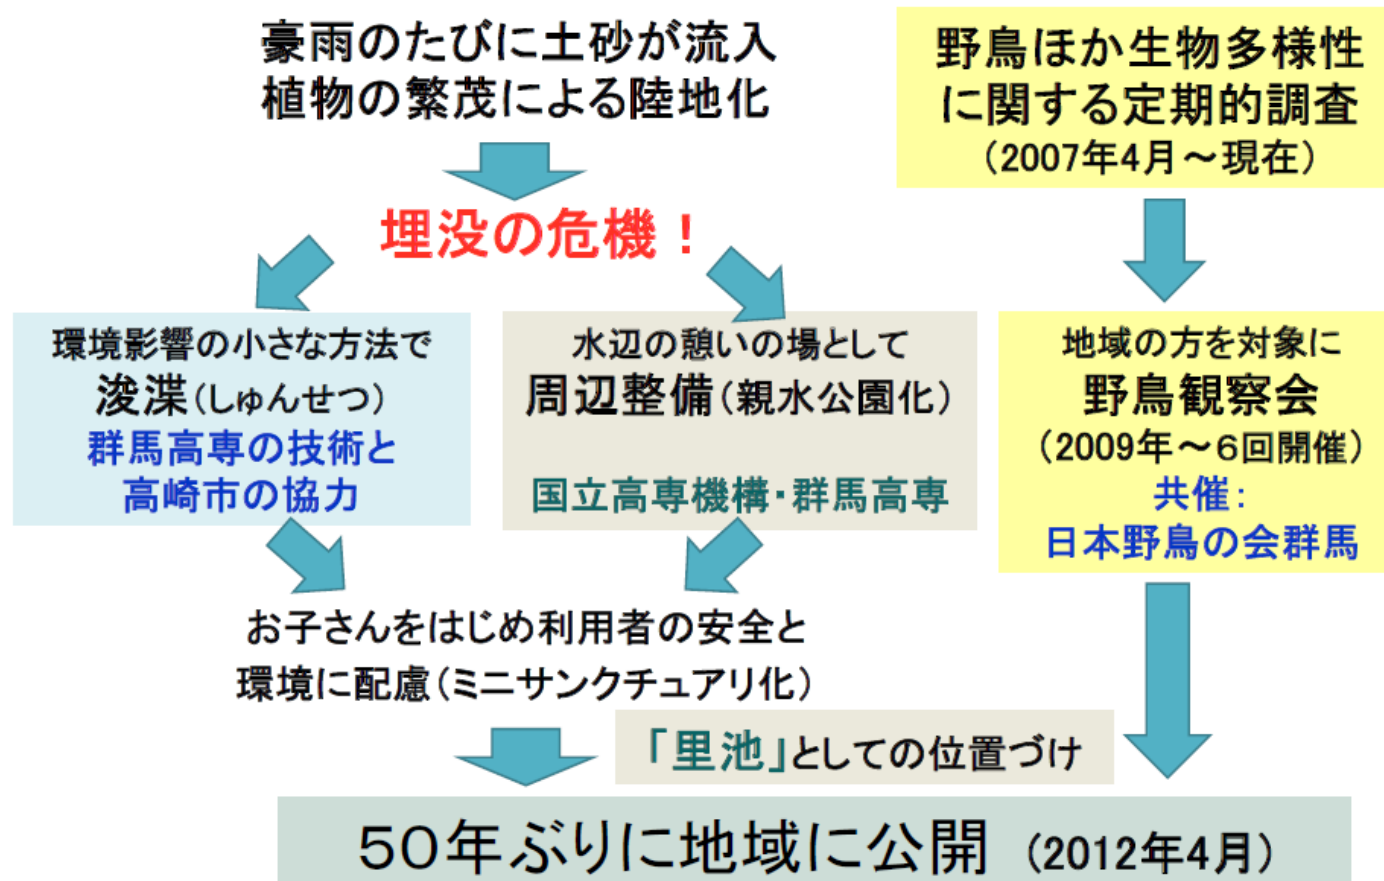 豪雨のたびに土砂が流入
植物の繁茂による陸地化
埋没の危機！
環境影響の小さな方法で
浚渫（しゅんせつ）
群馬高専の技術と
高崎市の協力
水辺の憩いの場として
周辺整備（親水公園化）
国立高専機構・群馬高専
お子さんをはじめ利用者の安全と
環境に配慮（ミニサンクチュアリ化）
野鳥ほか生物多様性
に関する定期的調査
（2007年4月～現在）
地域の方を対象に
野鳥観察会
（2009年～６回開催）
共催：
日本野鳥の会群馬
「里池」としての位置づけ
５０年ぶりに地域に公開（2012年4月）